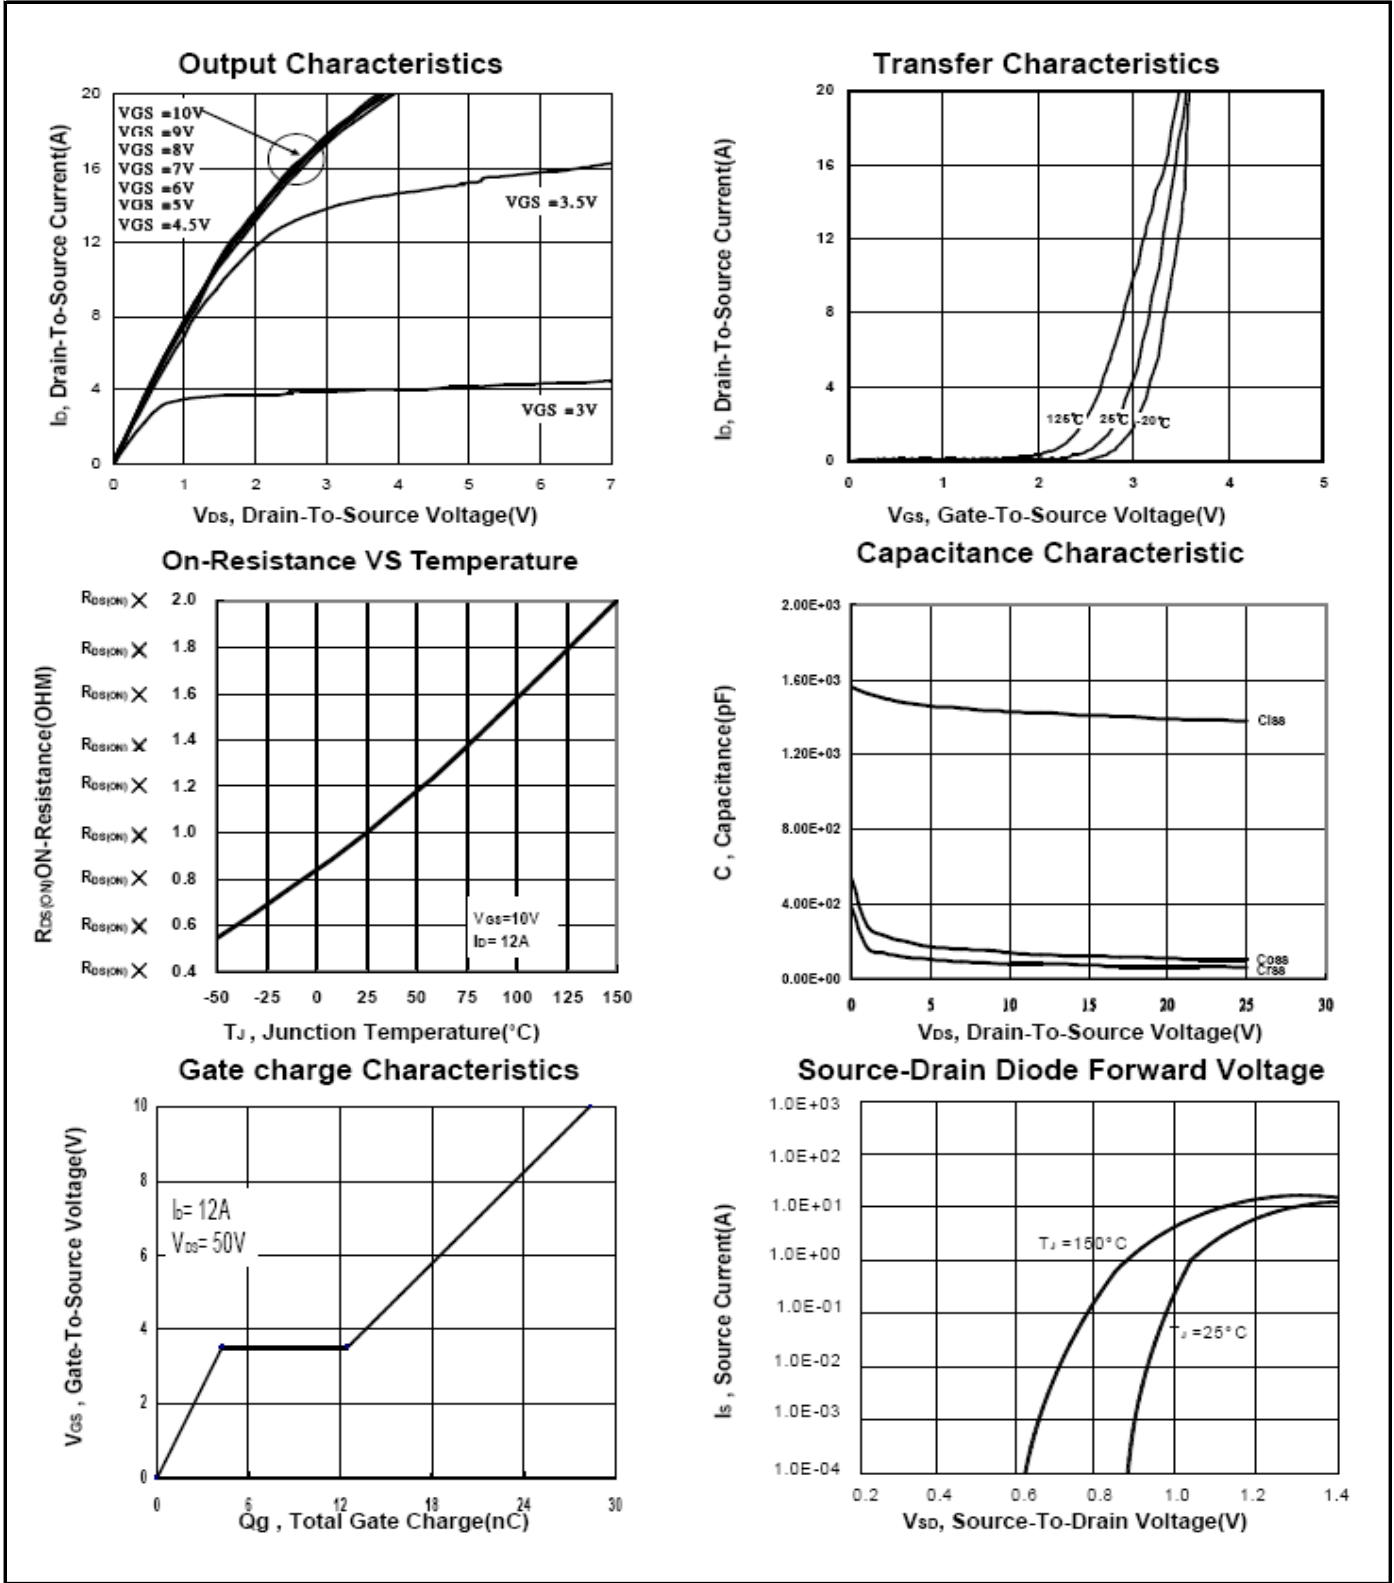 Output Characteristics
20
16
12
8
4
0
ID, Drain-To-Source Current(A)
VGS =10V
VGS =9V
VGS =8V
VGS =7V
VGS =6V
VGS =5V
VGS =4.5V
VGS =3.5V
VGS =3V
0 1 2 3 4 5 6 7
VDS, Drain-To-Source Voltage(V)
Transfer Characteristics
20
16
12
8
4
0
ID, Drain-To-Source Current(A)
125℃ 25℃ -20℃
0 1 2 3 4 5
VGS, Gate-To-Source Voltage(V)
On-Resistance VS Temperature
RDS(ON)ON-Resistance(OHM)
RDS(ON) X 2.0
RDS(ON) X 1.8
RDS(ON) X 1.6
RDS(ON) X 1.4
RDS(ON) X 1.2
RDS(ON) X 1.0
RDS(ON) X 0.8
RDS(ON) X 0.6
RDS(ON) X 0.4
VGS=10V
ID= 12A
-50 -25 0 25 50 75 100 125 150
TJ , Junction Temperature(°C)
Capacitance Characteristic
C , Capacitance(pF)
2.00E+03
1.60E+03
1.20E+03
8.00E+02
4.00E+02
0.00E+00
Ciss
Coss
Crss
0 5 10 15 20 25 30
VDS, Drain-To-Source Voltage(V)
Gate charge Characteristics
VGS , Gate-To-Source Voltage(V)
10
8
6
4
2
0
ID= 12A
VDS= 50V
0 6 12 18 24 30
Qg , Total Gate Charge(nC)
Source-Drain Diode Forward Voltage
IS , Source Current(A)
1.0E+03
1.0E+02
1.0E+01
1.0E+00
1.0E-01
1.0E-02
1.0E-03
1.0E-04
TJ =150°C
TJ =25°C
0.2 0.4 0.6 0.8 1.0 1.2 1.4
VSD, Source-To-Drain Voltage(V)